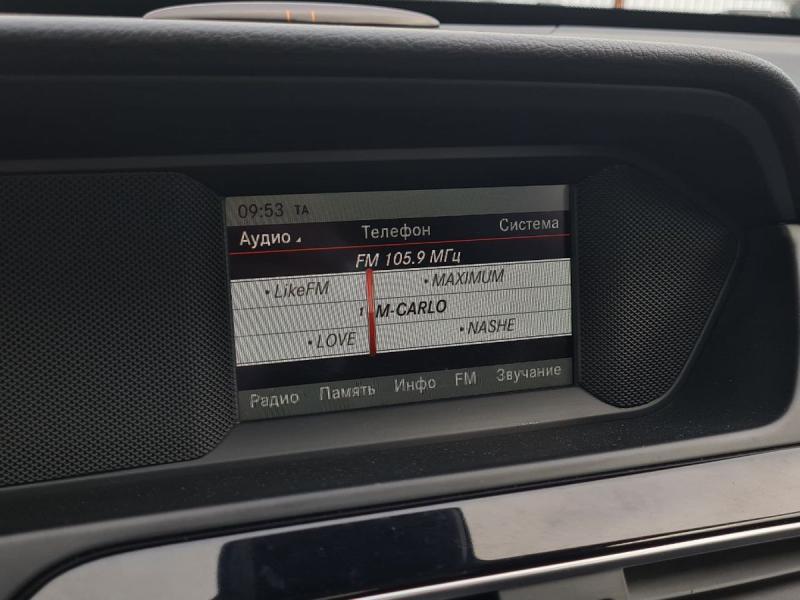 09:53 TA
Аудио Телефон Система
FM 105.9 МГц
• LikeFM • MAXIMUM
1 M-CARLO
• LOVE • NASHE
Радио Память Инфо FM Звучание